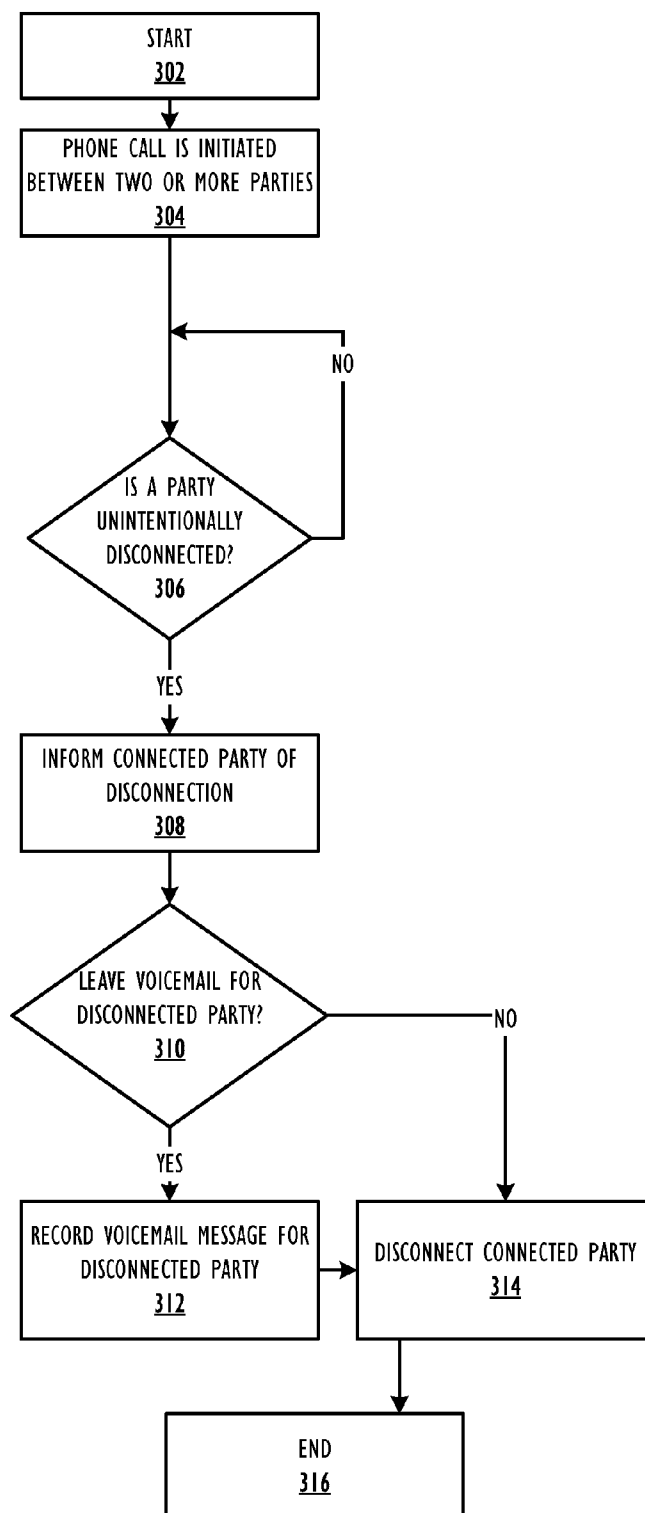 START
302
PHONE CALL IS INITIATED
BETWEEN TWO OR MORE PARTIES
304
NO
IS A PARTY
UNINTENTIONALLY
DISCONNECTED?
306
YES
INFORM CONNECTED PARTY OF
DISCONNECTION
308
LEAVE VOICEMAIL FOR
DISCONNECTED PARTY?
310
NO
YES
RECORD VOICEMAIL MESSAGE FOR
DISCONNECTED PARTY
312
DISCONNECT CONNECTED PARTY
314
END
316